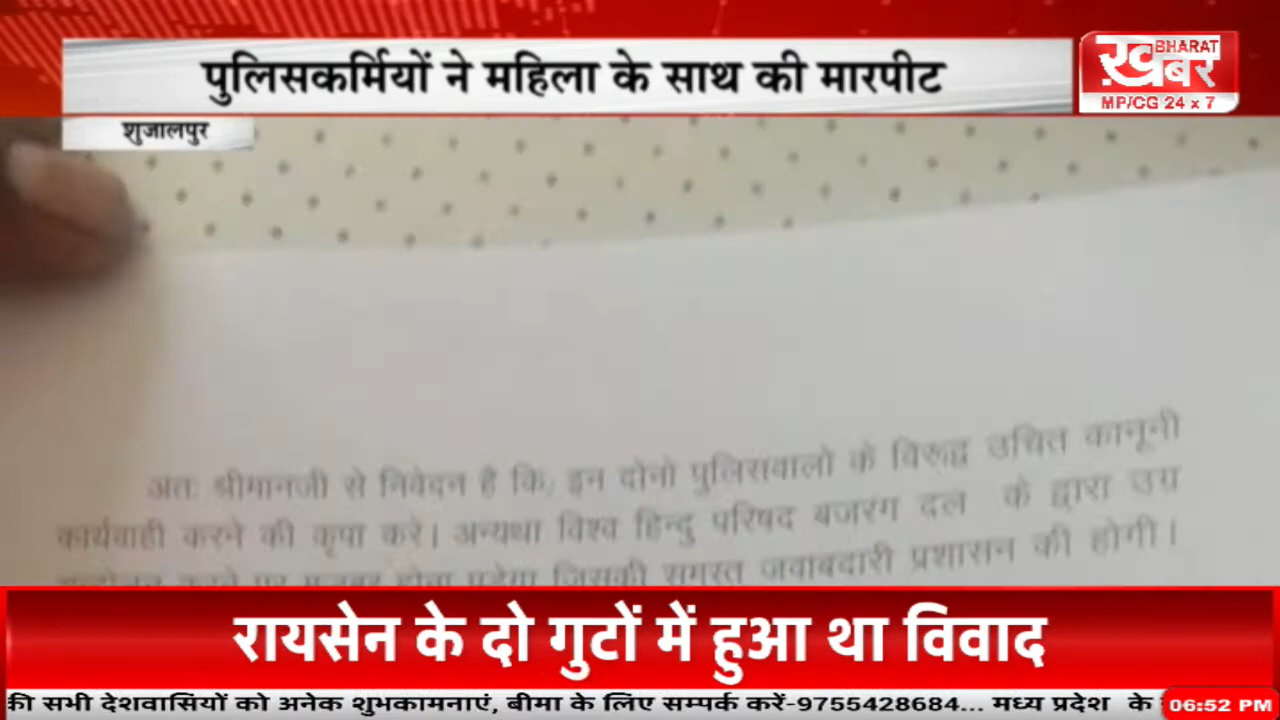 पुलिसकर्मियों ने महिला के साथ की मारपीट
BHARAT
ख़बर
MP/CG 24 x 7
शुजालपुर
अतः श्रीमानजी से निवेदन है कि, इन दोनो पुलिसवालो के विरूद्ध उचित कानूनी
कार्यवाही करने की कृपा करे। अन्यथा विश्व हिन्दु परिषद बजरंग दल के द्वारा उग्र
जिसकी समस्त जवाबदारी प्रशासन की होगी।
रायसेन के दो गुटों में हुआ था विवाद
की सभी देशवासियों को अनेक शुभकामनाएं, बीमा के लिए सम्पर्क करें-9755428684... मध्य प्रदेश के
06:52 PM